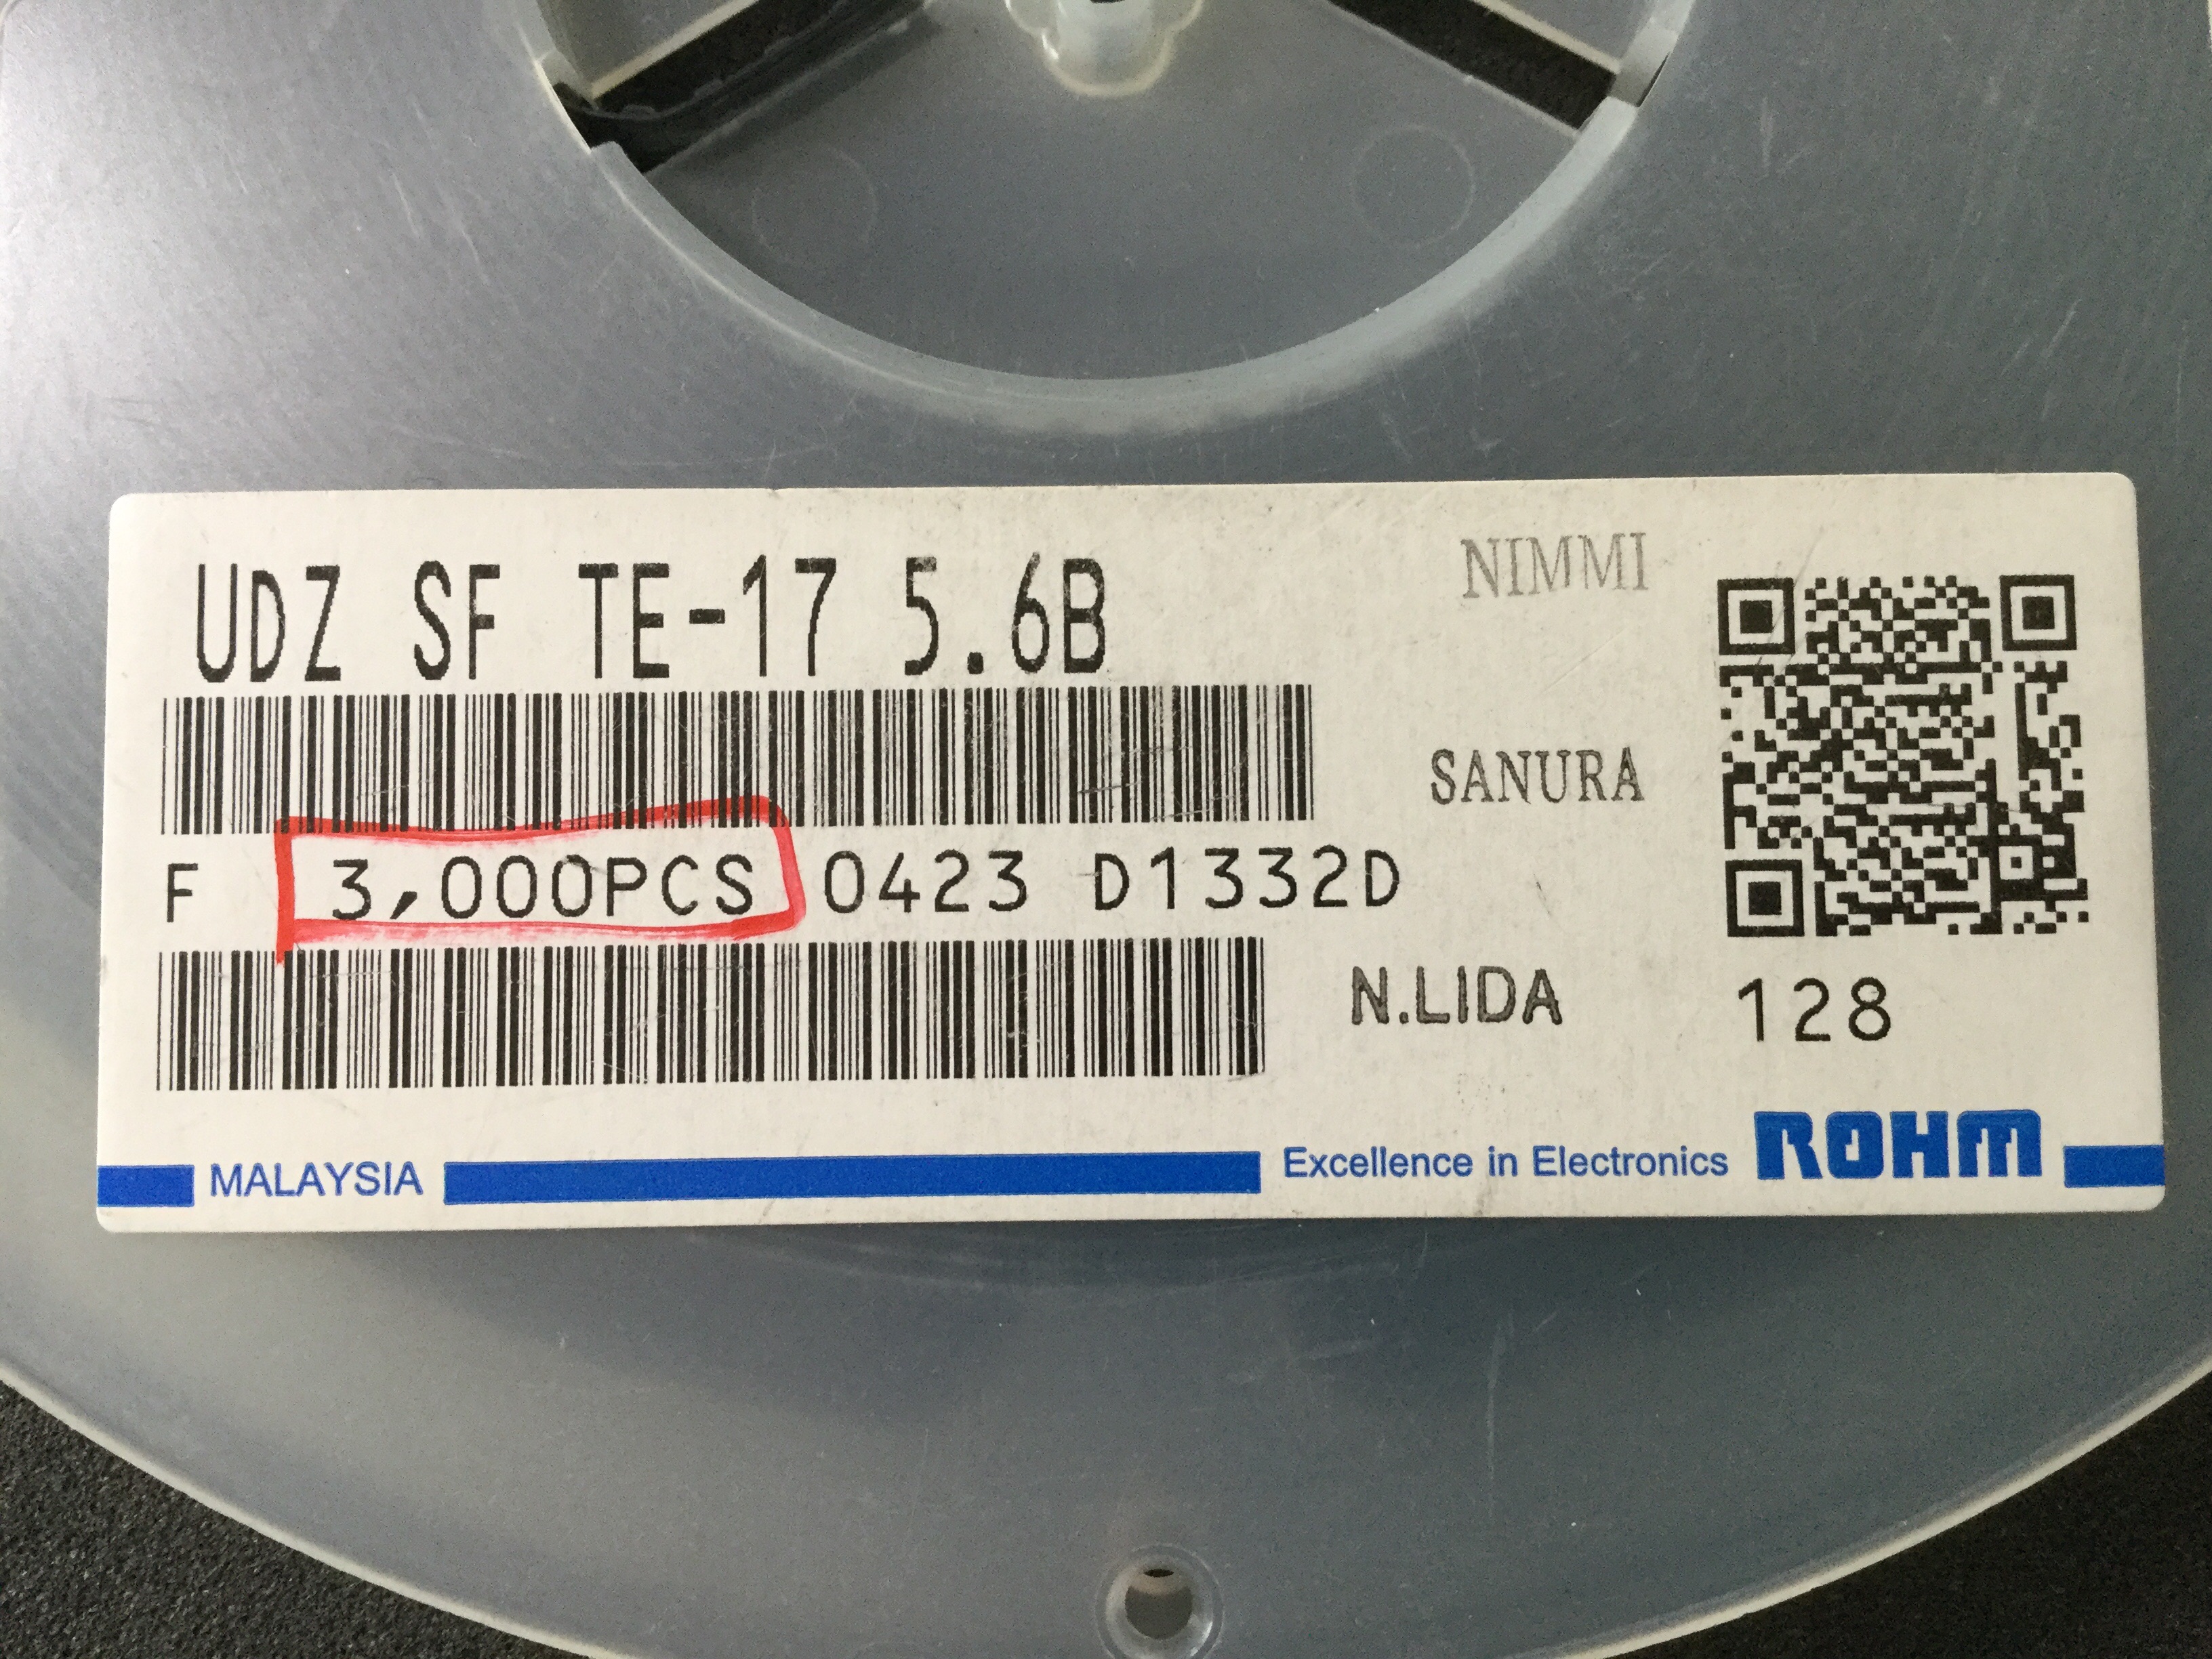 UDZ SF TE-17 5.6B
NIMMI
SANURA
F 3,000PCS 0423 D1332D
N.LIDA
128
MALAYSIA
Excellence in Electronics ROHM